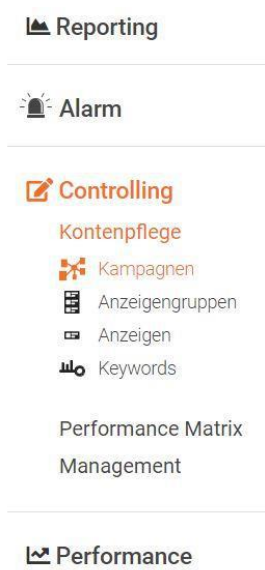 Reporting
Alarm
Controlling
Kontenpflege
Kampagnen
Anzeigengruppen
Anzeigen
Keywords
Performance Matrix
Management
Performance